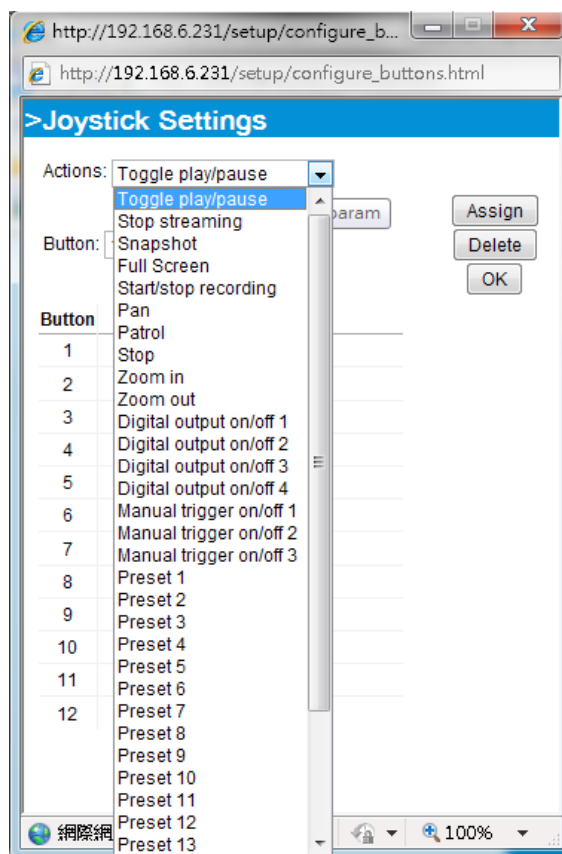 http://192.168.6.231/setup/configure_b...
http://192.168.6.231/setup/configure_buttons.html
>Joystick Settings
Actions: Toggle play/pause
Toggle play/pause
param
Assign
Stop streaming
Button:
Snapshot
Delete
Full Screen
OK
Start/stop recording
Button
Pan
Patrol
1
Stop
2
Zoom in
Zoom out
3
Digital output on/off 1
4
Digital output on/off 2
Digital output on/off 3
5
Digital output on/off 4
6
Manual trigger on/off 1
Manual trigger on/off 2
7
Manual trigger on/off 3
8
Preset 1
Preset 2
9
Preset 3
10
Preset 4
Preset 5
11
Preset 6
12
Preset 7
Preset 8
Preset 9
Preset 10
Preset 11
網際網
Preset 12
100%
Preset 13